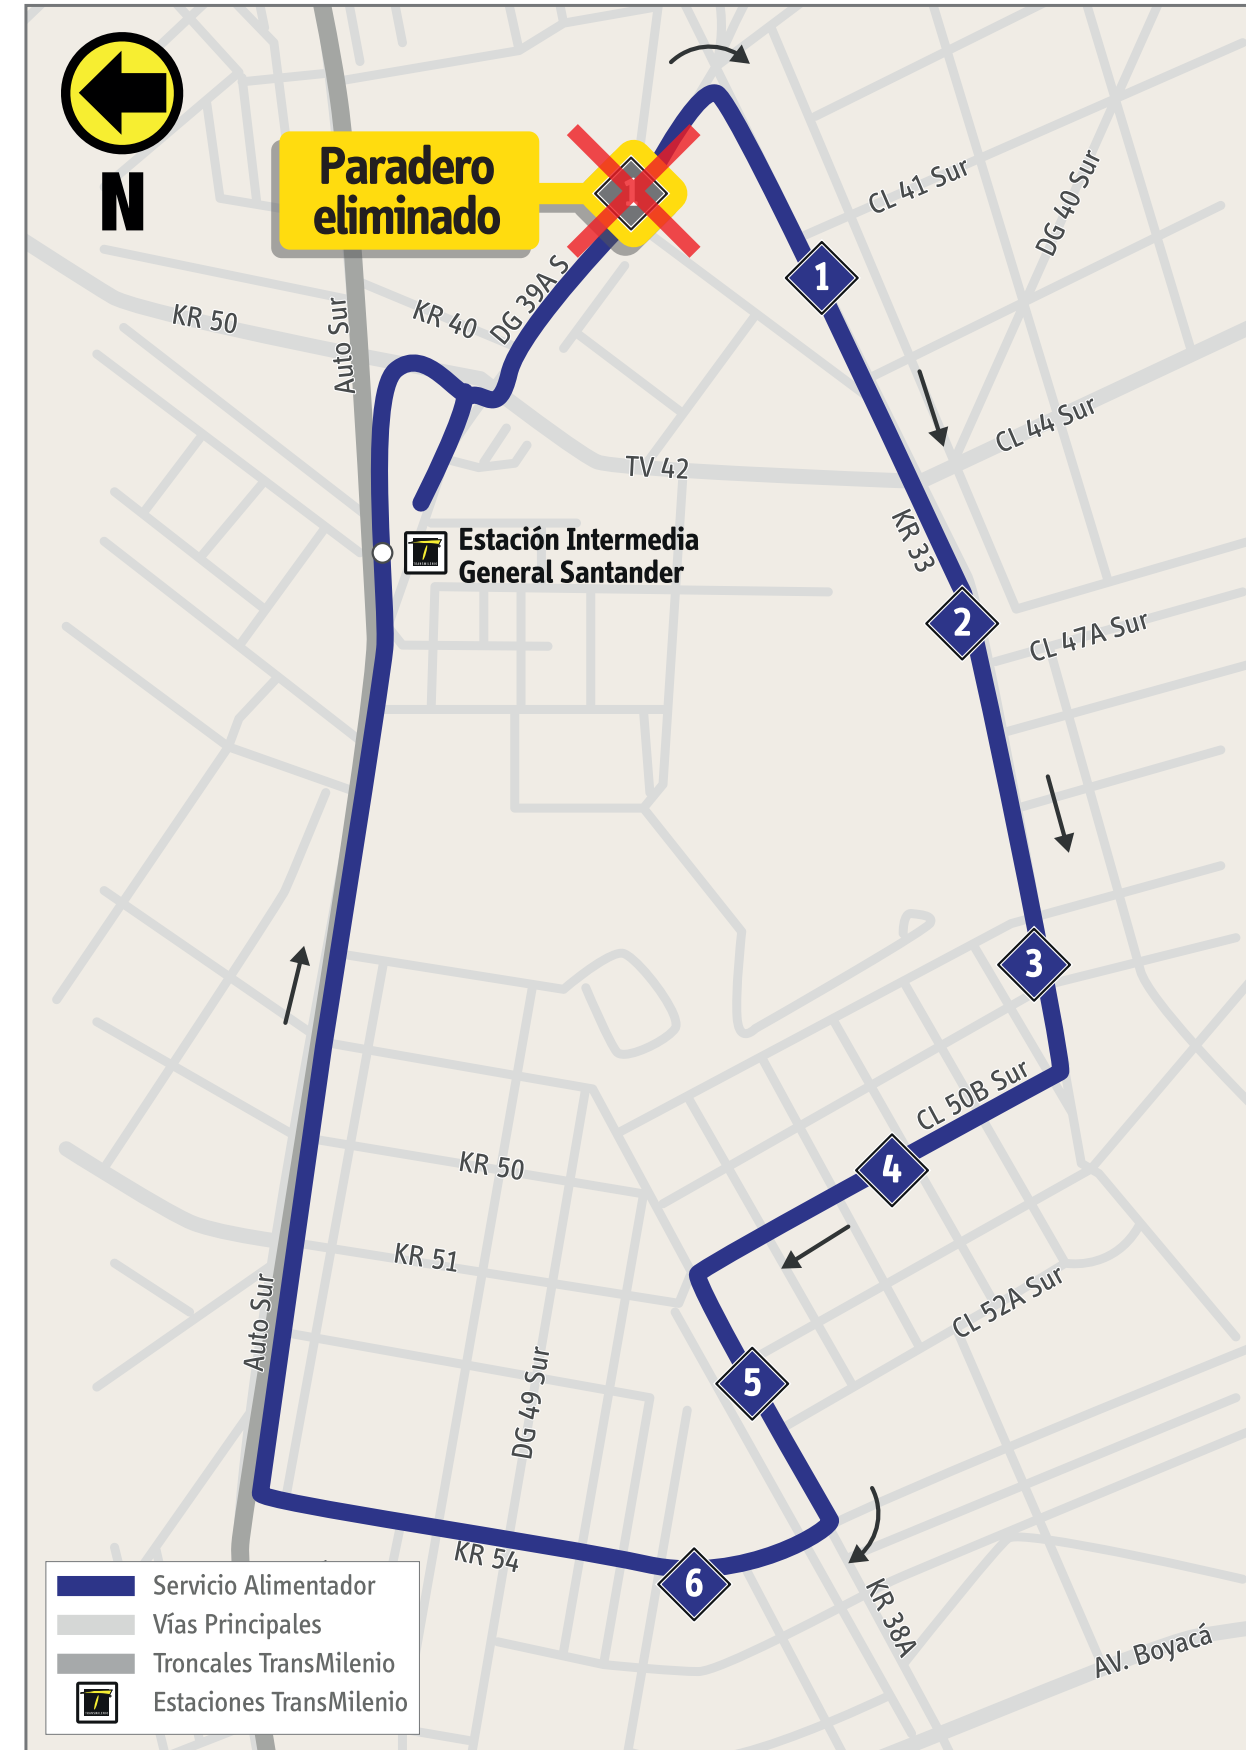 N
Paradero
eliminado
1
CL 41 Sur
DG 40 Sur
1
KR 50
Auto Sur
KR 40
DG 39A S
CL 44 Sur
TV 42
KR 33
Estación Intermedia
General Santander
2
CL 47A Sur
3
CL 50B Sur
4
KR 50
KR 51
CL 52A Sur
Auto Sur
DG 49 Sur
5
KR 54
6
KR 38A
AV. Boyacá
Servicio Alimentador
Vías Principales
Troncales TransMilenio
Estaciones TransMilenio